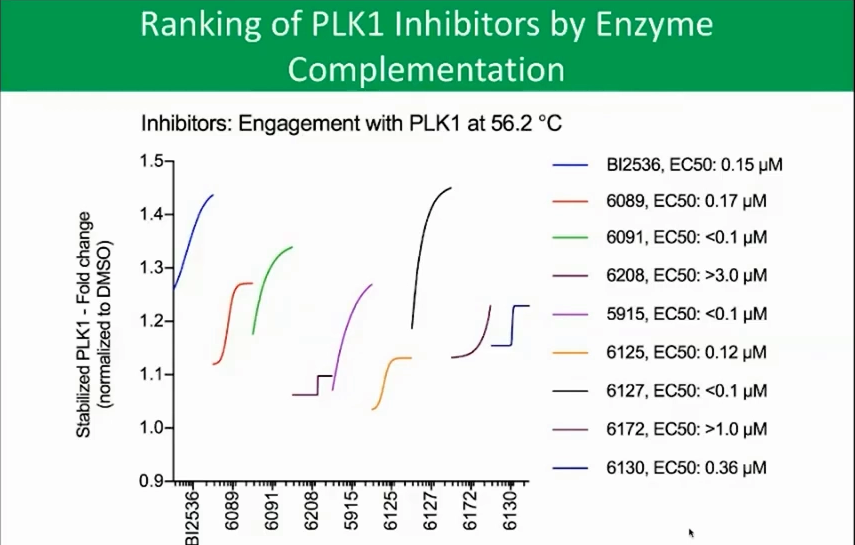 Ranking of PLK1 Inhibitors by Enzyme
Complementation
Inhibitors: Engagement with PLK1 at 56.2 °C
Stabilized PLK1 - Fold change
(normalized to DMSO)
1.5
1.4
1.3
1.2
1.1
1.0
0.9
BI2536
6089
6091
6208
5915
6125
6127
6172
6130
BI2536, EC50: 0.15 µM
6089, EC50: 0.17 µM
6091, EC50: <0.1 µM
6208, EC50: >3.0 µM
5915, EC50: <0.1 µM
6125, EC50: 0.12 µM
6127, EC50: <0.1 µM
6172, EC50: >1.0 µM
6130, EC50: 0.36 µM